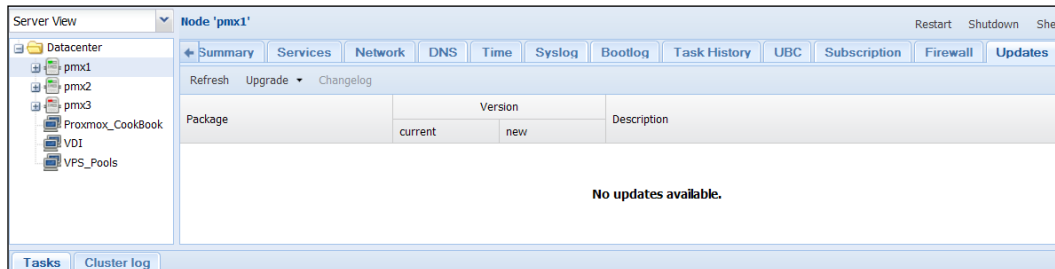 Server View
Node 'pmx1'
Restart Shutdown She
Datacenter
pmx1
pmx2
pmx3
Proxmox_CookBook
VDI
VPS_Pools
Summary Services Network DNS Time Syslog Bootlog Task History UBC Subscription Firewall Updates
Refresh Upgrade Changelog
Package Version Description
current new
No updates available.
Tasks Cluster log